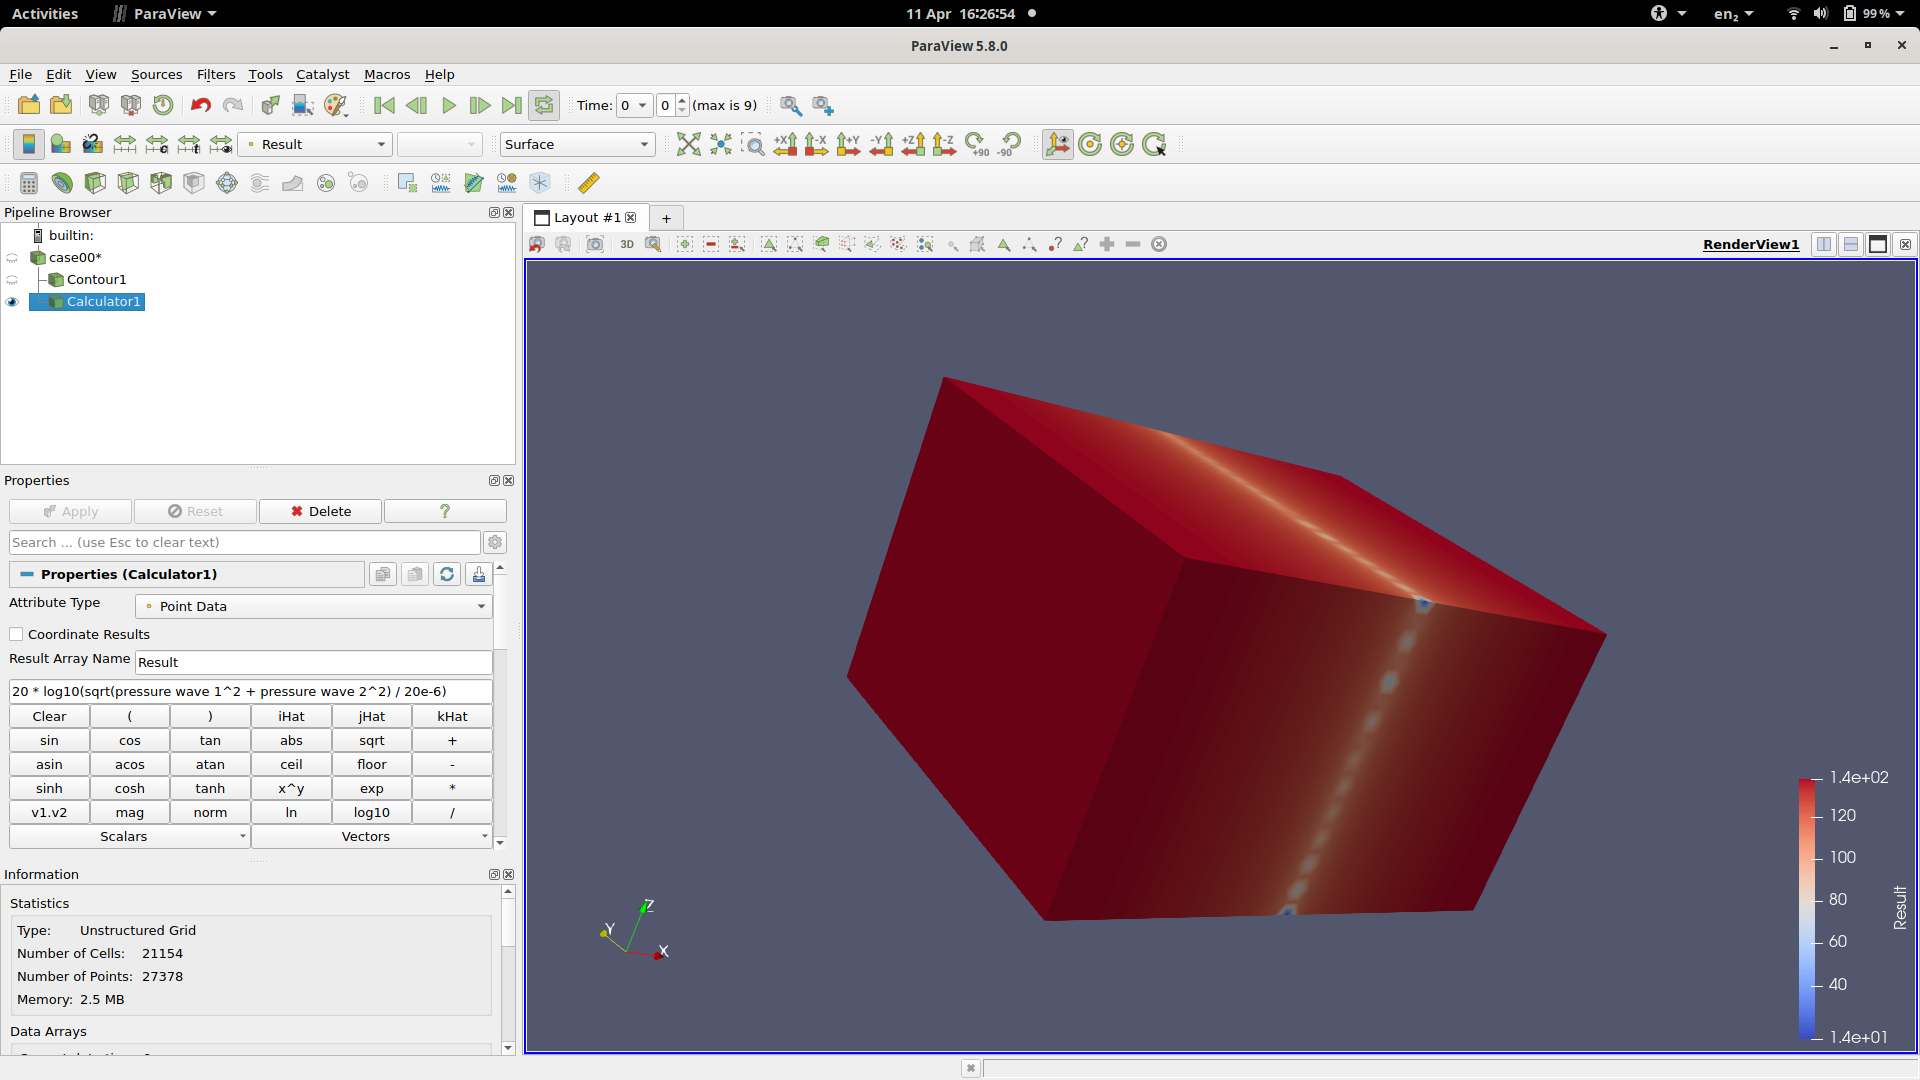 Activities ParaView 11 Apr 16:26:54 en₂ 99 %
ParaView 5.8.0
File Edit View Sources Filters Tools Catalyst Macros Help
Time: 0 0 (max is 9)
Result Surface +X -X +Y -Y +Z -Z +90 -90
Pipeline Browser
builtin:
case00*
Contour1
Calculator1
Properties
Apply Reset Delete ?
Search ... (use Esc to clear text)
Properties (Calculator1)
Attribute Type Point Data
Coordinate Results
Result Array Name Result
20 * log10(sqrt(pressure wave 1^2 + pressure wave 2^2) / 20e-6)
Clear ( ) iHat jHat kHat
sin cos tan abs sqrt +
asin acos atan ceil floor -
sinh cosh tanh x^y exp *
v1.v2 mag norm ln log10 /
Scalars Vectors
Information
Statistics
Type: Unstructured Grid
Number of Cells: 21154
Number of Points: 27378
Memory: 2.5 MB
Data Arrays
Layout #1 +
3D RenderView1
Z
Y
X
1.4e+02
120
100
80
60
40
1.4e+01
Result